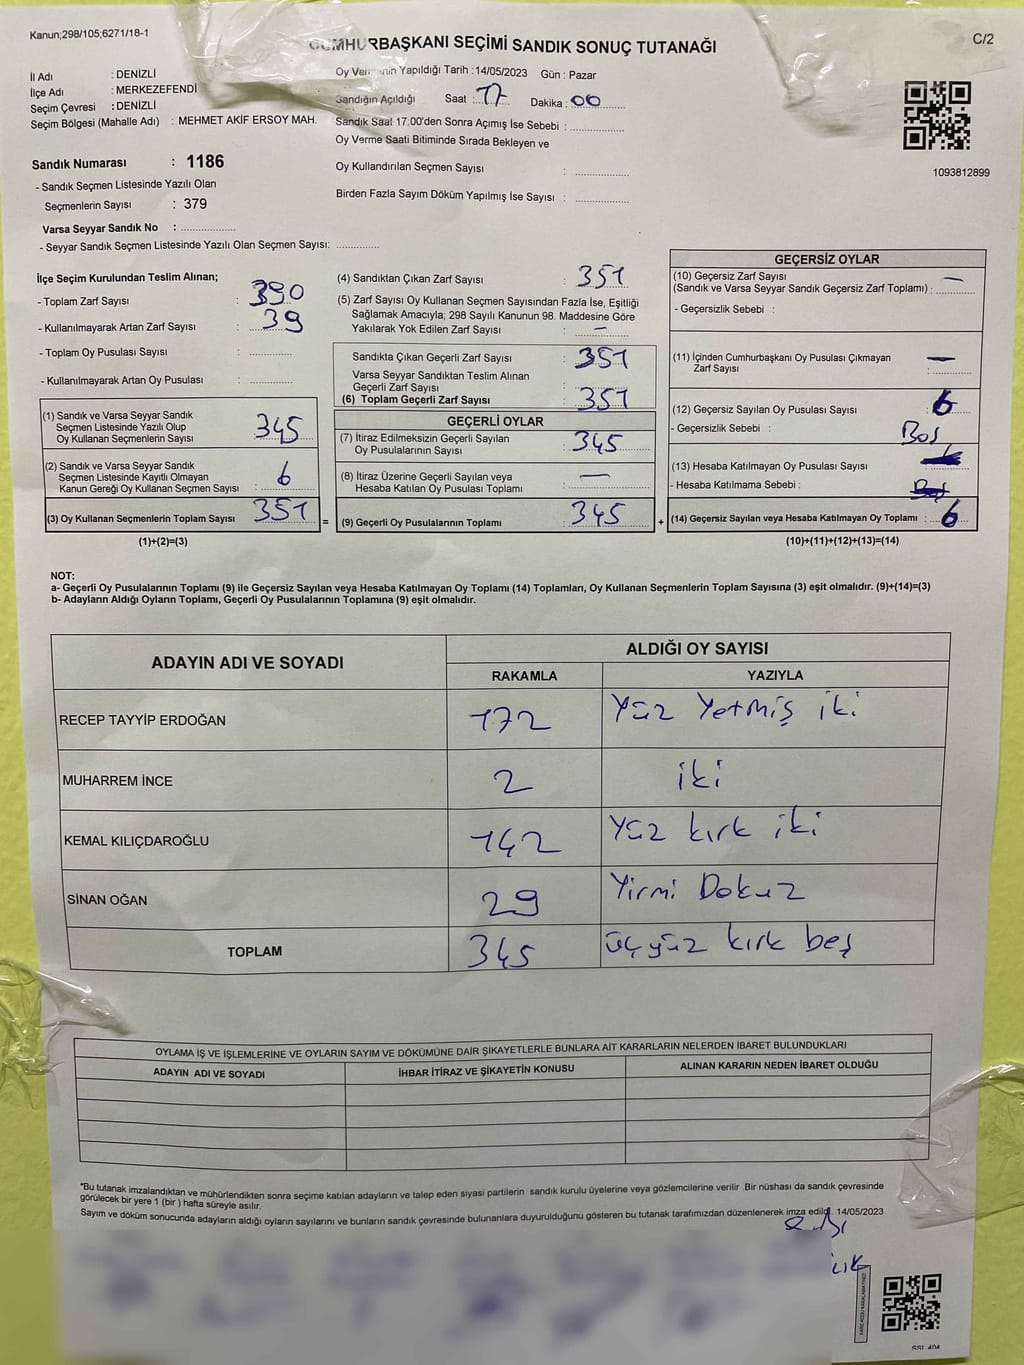 Kanun;298/105;6271/18-1
CUMHURBAŞKANI SEÇİMİ SANDIK SONUÇ TUTANAĞI
C/2
İl Adı : DENİZLİ
İlçe Adı : MERKEZEFENDİ
Seçim Çevresi : DENİZLİ
Seçim Bölgesi (Mahalle Adı) : MEHMET AKİF ERSOY MAH.
Oy Ver inin Yapıldığı Tarih : 14/05/2023 Gün : Pazar
Sandığın Açıldığı Saat : 17 Dakika : 00
Sandık Saat 17:00'den Sonra Açımış İse Sebebi :
Oy Verme Saati Bitiminde Sırada Bekleyen ve
Oy Kullandırılan Seçmen Sayısı :
Birden Fazla Sayım Döküm Yapılmış İse Sayısı :
1093812899
Sandık Numarası : 1186
- Sandık Seçmen Listesinde Yazılı Olan
Seçmenlerin Sayısı : 379
Varsa Seyyar Sandık No :
- Seyyar Sandık Seçmen Listesinde Yazılı Olan Seçmen Sayısı:
İlçe Seçim Kurulundan Teslim Alınan;
- Toplam Zarf Sayısı : 390
- Kullanılmayarak Artan Zarf Sayısı : 39
- Toplam Oy Pusulası Sayısı :
- Kullanılmayarak Artan Oy Pusulası :
(1) Sandık ve Varsa Seyyar Sandık
Seçmen Listesinde Yazılı Olup
Oy Kullanan Seçmenlerin Sayısı : 345
(2) Sandık ve Varsa Seyyar Sandık
Seçmen Listesinde Kayıtlı Olmayan
Kanun Gereği Oy Kullanan Seçmen Sayısı : 6
(3) Oy Kullanan Seçmenlerin Toplam Sayısı : 351
(1)+(2)=(3)
(4) Sandıktan Çıkan Zarf Sayısı : 351
(5) Zarf Sayısı Oy Kullanan Seçmen Sayısından Fazla İse, Eşitliği
Sağlamak Amacıyla; 298 Sayılı Kanunun 98. Maddesine Göre
Yakılarak Yok Edilen Zarf Sayısı : —
Sandıkta Çıkan Geçerli Zarf Sayısı : 351
Varsa Seyyar Sandıktan Teslim Alınan
Geçerli Zarf Sayısı :
(6) Toplam Geçerli Zarf Sayısı : 351
GEÇERLİ OYLAR
(7) İtiraz Edilmeksizin Geçerli Sayılan
Oy Pusulalarının Sayısı : 345
(8) İtiraz Üzerine Geçerli Sayılan veya
Hesaba Katılan Oy Pusulası Toplamı : —
= (9) Geçerli Oy Pusulalarının Toplamı : 345 +
GEÇERSİZ OYLAR
(10) Geçersiz Zarf Sayısı —
(Sandık ve Varsa Seyyar Sandık Geçersiz Zarf Toplamı) :
- Geçersizlik Sebebi :
(11) İçinden Cumhurbaşkanı Oy Pusulası Çıkmayan —
Zarf Sayısı :
(12) Geçersiz Sayılan Oy Pusulası Sayısı : 6
- Geçersizlik Sebebi : Boş
(13) Hesaba Katılmayan Oy Pusulası Sayısı :
- Hesaba Katılmama Sebebi :
(14) Geçersiz Sayılan veya Hesaba Katılmayan Oy Toplamı : 6
(10)+(11)+(12)+(13)=(14)
NOT:
a- Geçerli Oy Pusulalarının Toplamı (9) ile Geçersiz Sayılan veya Hesaba Katılmayan Oy Toplamı (14) Toplamları, Oy Kullanan Seçmenlerin Toplam Sayısına (3) eşit olmalıdır. (9)+(14)=(3)
b- Adayların Aldığı Oyların Toplamı, Geçerli Oy Pusulalarının Toplamına (9) eşit olmalıdır.
ADAYIN ADI VE SOYADI ALDIĞI OY SAYISI
RAKAMLA YAZIYLA
RECEP TAYYİP ERDOĞAN 172 Yüz Yetmiş iki
MUHARREM İNCE 2 iki
KEMAL KILIÇDAROĞLU 142 Yüz kırk iki
SİNAN OĞAN 29 Yirmi Dokuz
TOPLAM 345 üçyüz kırk beş
OYLAMA İŞ VE İŞLEMLERİNE VE OYLARIN SAYIM VE DÖKÜMÜNE DAİR ŞİKAYETLERLE BUNLARA AİT KARARLARIN NELERDEN İBARET BULUNDUKLARI
ADAYIN ADI VE SOYADI İHBAR İTİRAZ VE ŞİKAYETİN KONUSU ALINAN KARARIN NEDEN İBARET OLDUĞU
*Bu tutanak imzalandıktan ve mühürlendikten sonra seçime katılan adayların ve talep eden siyasi partilerin sandık kurulu üyelerine veya gözlemcilerine verilir .Bir nüshası da sandık çevresinde
görülecek bir yere 1 (bir ) hafta süreyle asılır.
Sayım ve döküm sonucunda adayların aldığı oyların sayılarını ve bunların sandık çevresinde bulunanlara duyurulduğunu gösteren bu tutanak tarafımızdan düzenlenerek imza edildi. 14/05/2023